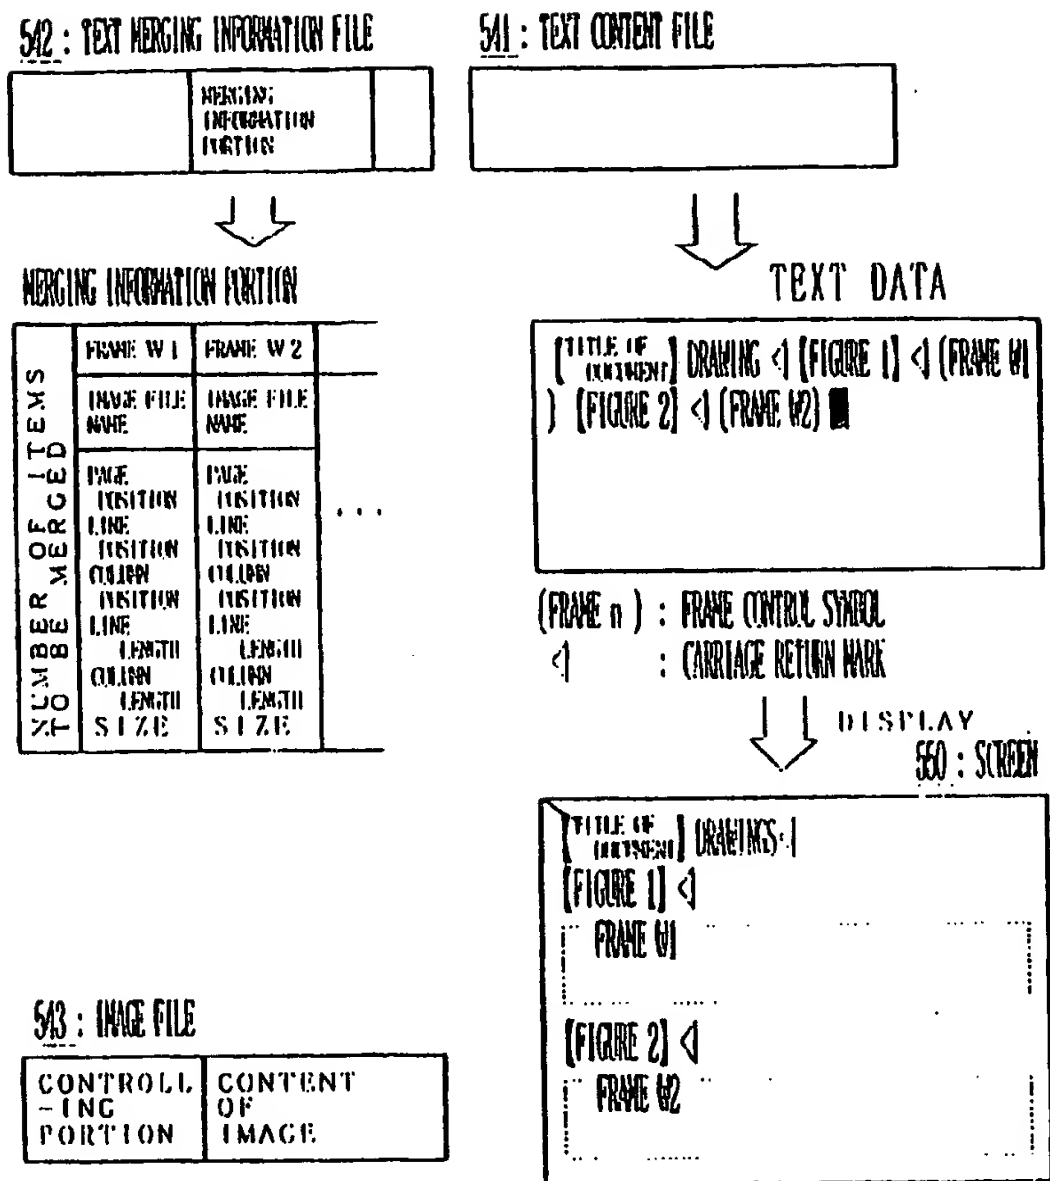 542 : TEXT MERGING INFORMATION FILE
MERGING
INFORMATION
PORTION
541 : TEXT CONTENT FILE
MERGING INFORMATION PORTION
NUMBER OF ITEMS
TO BE MERGED
FRAME W1
FRAME W2
IMAGE FILE
NAME
IMAGE FILE
NAME
PAGE
POSITION
LINE
POSITION
COLUMN
POSITION
LINE
LENGTH
COLUMN
LENGTH
SIZE
PAGE
POSITION
LINE
POSITION
COLUMN
POSITION
LINE
LENGTH
COLUMN
LENGTH
SIZE
...
TEXT DATA
[TITLE OF DOCUMENT] DRAWING ◁ [FIGURE 1] ◁ (FRAME W1
) [FIGURE 2] ◁ (FRAME W2) ■
(FRAME n ) : FRAME CONTROL SYMBOL
◁ : CARRIAGE RETURN MARK
DISPLAY
550 : SCREEN
[TITLE OF DOCUMENT] DRAWINGS◁
[FIGURE 1] ◁
FRAME W1
[FIGURE 2] ◁
FRAME W2
543 : IMAGE FILE
CONTROLL
-ING
PORTION
CONTENT
OF
IMAGE